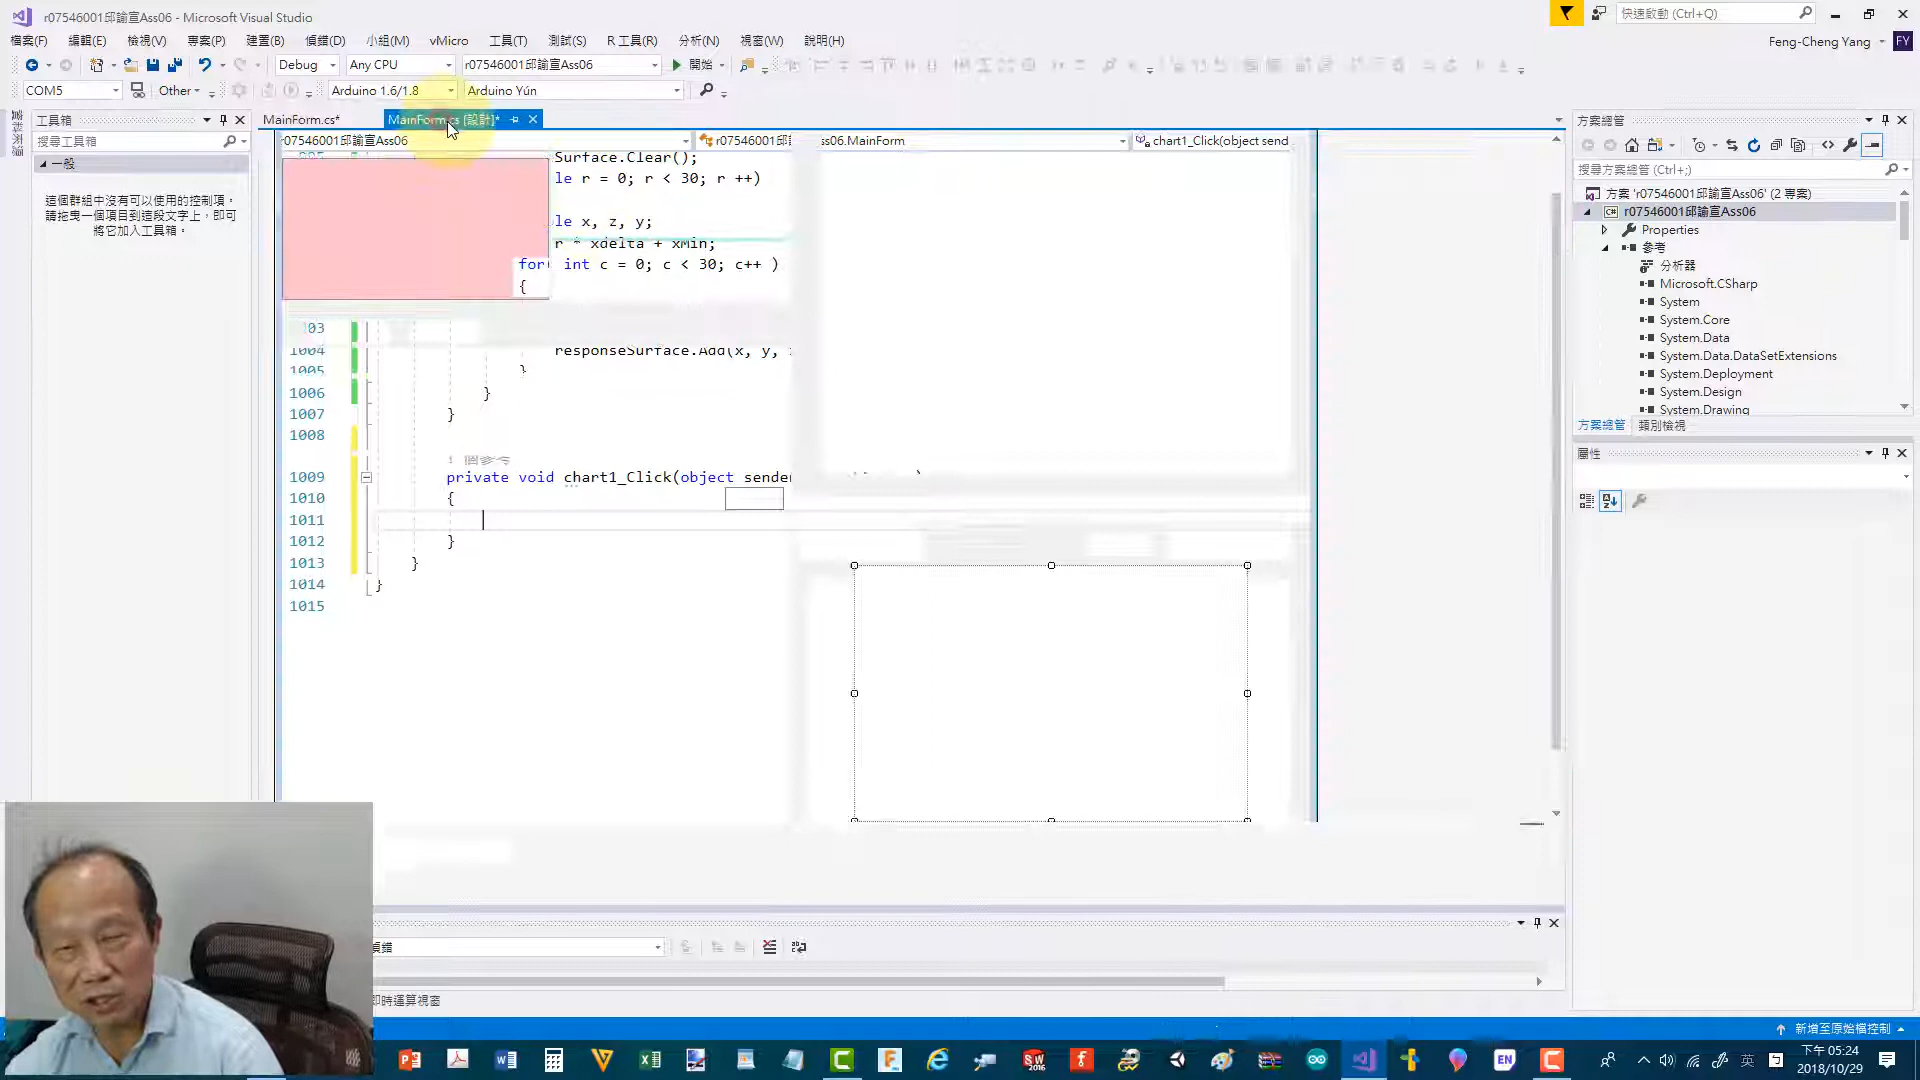 r07546001邱諭宣Ass06 - Microsoft Visual Studio
快速啟動 (Ctrl+Q)
檔案(F) 編輯(E) 檢視(V) 專案(P) 建置(B) 偵錯(D) 小組(M) vMicro 工具(T) 測試(S) R 工具(R) 分析(N) 視窗(W) 說明(H)
Feng-Cheng Yang FY
Debug Any CPU r07546001邱諭宣Ass06 開始
COM5 Other Arduino 1.6/1.8 Arduino Yún
工具箱
搜尋工具箱
一般
這個群組中沒有可以使用的控制項。
請拖曳一個項目到這段文字上，即可
將它加入工具箱。
MainForm.cs* MainForm.cs [設計]*
r07546001邱諭宣Ass06 ss06.MainForm chart1_Click(object send
Surface.Clear();
le r = 0; r < 30; r ++)
le x, z, y;
r * xdelta + xMin;
for int c = 0; c < 30; c++ )
{
1004 responseSurface.Add(x, y,
1005 }
1006 }
1007 }
1008
1009 private void chart1_Click(object sende
1010 {
1011
1012 }
1013 }
1014 }
1015
方案總管
搜尋方案總管 (Ctrl+;)
方案 'r07546001邱諭宣Ass06' (2 專案)
C# r07546001邱諭宣Ass06
Properties
參考
分析器
Microsoft.CSharp
System
System.Core
System.Data
System.Data.DataSetExtensions
System.Deployment
System.Design
System.Drawing
方案總管 類別檢視
屬性
偵錯
即時運算視窗
新增至原始檔控制
SW 2016
EN
英
下午 05:24
2018/10/29